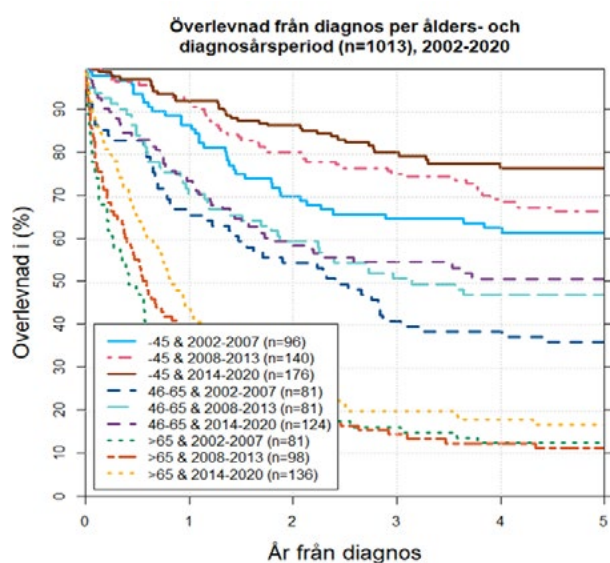 Överlevnad från diagnos per ålders- och
diagnosårsperiod (n=1013), 2002-2020
Overlevnad i (%)
90
80
70
60
50
40
30
20
10
0
-45 & 2002-2007 (n=96)
-45 & 2008-2013 (n=140)
-45 & 2014-2020 (n=176)
46-65 & 2002-2007 (n=81)
46-65 & 2008-2013 (n=81)
46-65 & 2014-2020 (n=124)
>65 & 2002-2007 (n=81)
>65 & 2008-2013 (n=98)
>65 & 2014-2020 (n=136)
0 1 2 3 4 5
År från diagnos